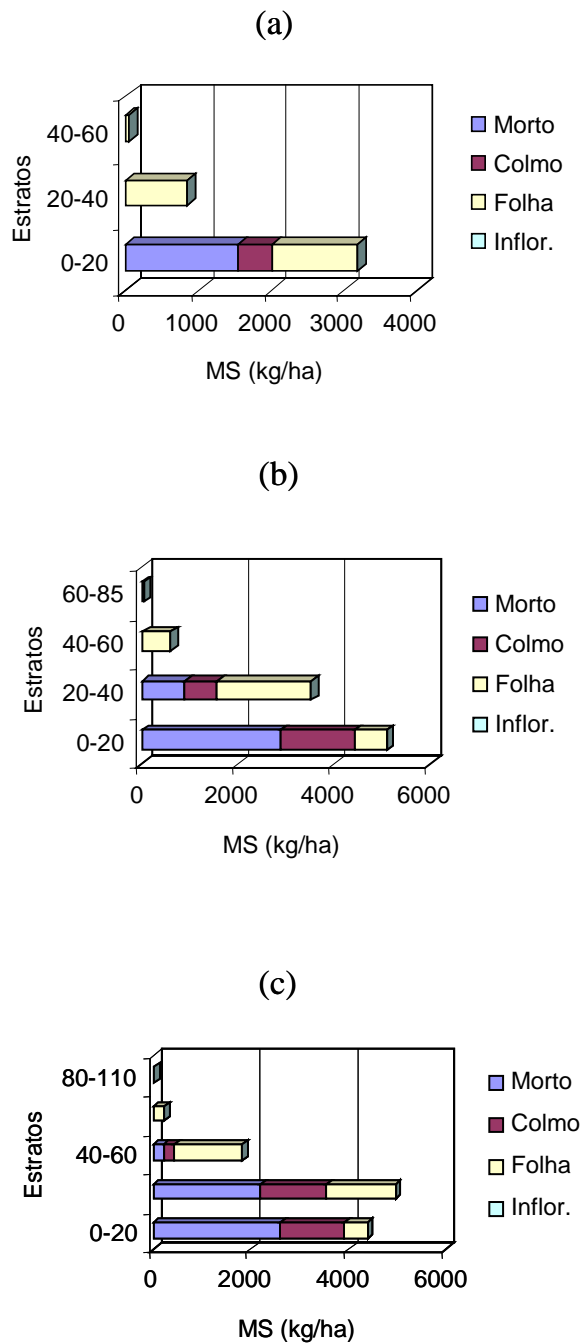 (a)
Estratos
40-60
20-40
0-20
0 1000 2000 3000 4000
MS (kg/ha)
Morto
Colmo
Folha
Inflor.
(b)
Estratos
60-85
40-60
20-40
0-20
0 2000 4000 6000
MS (kg/ha)
Morto
Colmo
Folha
Inflor.
(c)
Estratos
80-110
40-60
0-20
0 2000 4000 6000
MS (kg/ha)
Morto
Colmo
Folha
Inflor.